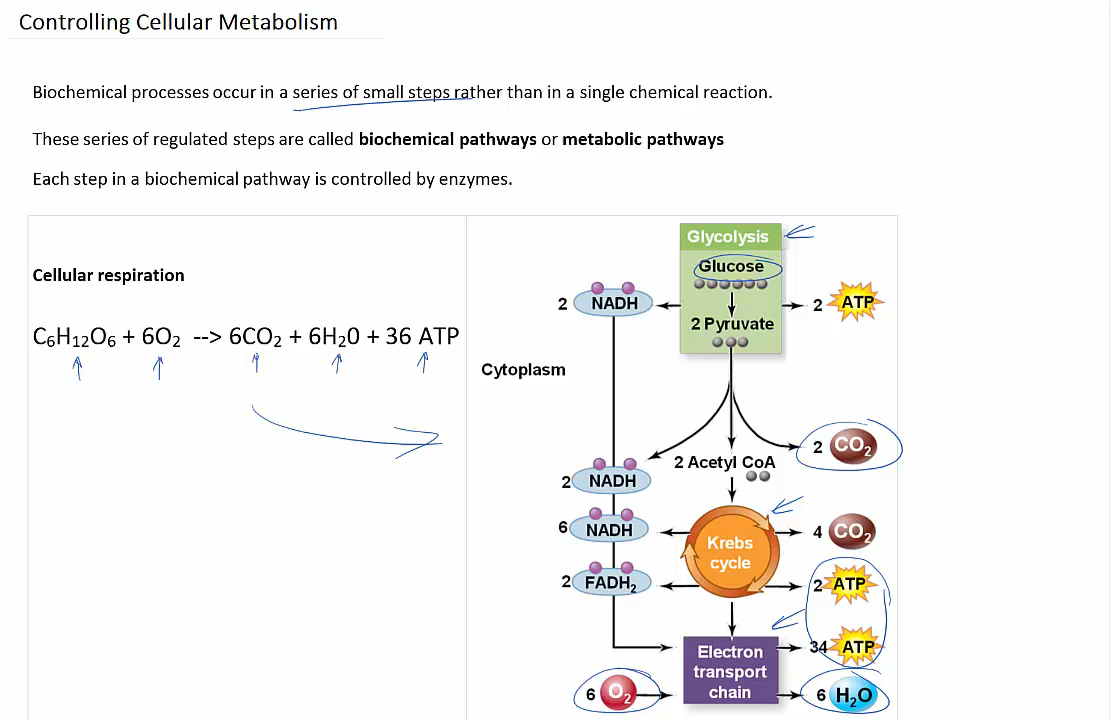 Controlling Cellular Metabolism
Biochemical processes occur in a series of small steps rather than in a single chemical reaction.
These series of regulated steps are called biochemical pathways or metabolic pathways
Each step in a biochemical pathway is controlled by enzymes.
Cellular respiration
C₆H₁₂O₆ + 6O₂ --> 6CO₂ + 6H₂0 + 36 ATP
Glycolysis
Glucose
2 NADH
2 ATP
2 Pyruvate
Cytoplasm
2 CO₂
2 Acetyl CoA
2 NADH
6 NADH
Krebs
cycle
4 CO₂
2 FADH₂
2 ATP
Electron
transport
chain
34 ATP
6 O₂
6 H₂O